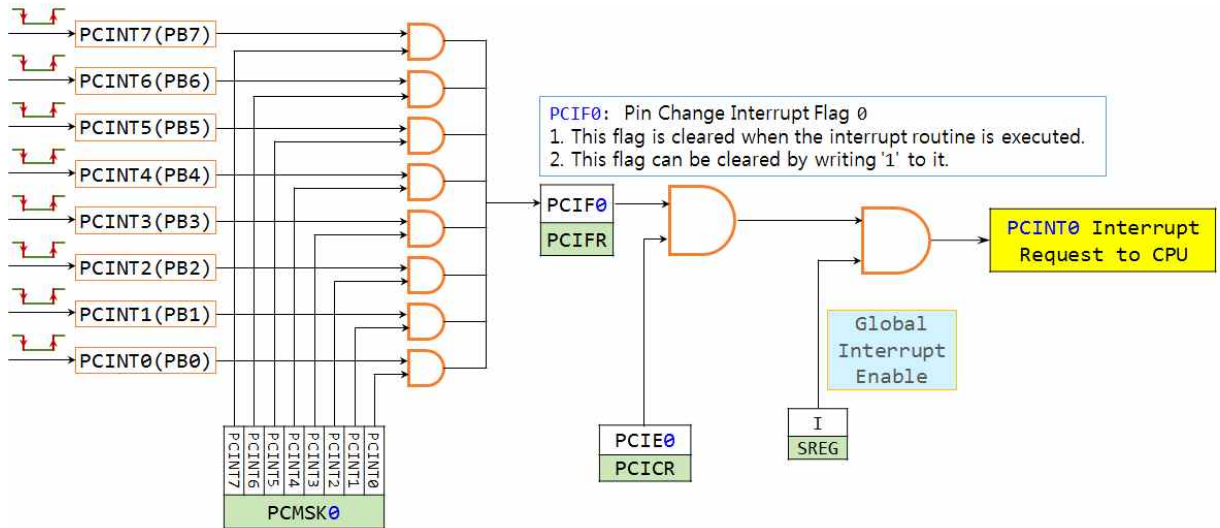 PCINT7(PB7)
PCINT6(PB6)
PCINT5(PB5)
PCINT4(PB4)
PCINT3(PB3)
PCINT2(PB2)
PCINT1(PB1)
PCINT0(PB0)
PCIF0: Pin Change Interrupt Flag 0
1. This flag is cleared when the interrupt routine is executed.
2. This flag can be cleared by writing '1' to it.
PCIF0
PCIFR
PCINT0 Interrupt
Request to CPU
Global
Interrupt
Enable
I
SREG
PCIE0
PCICR
PCINT7
PCINT6
PCINT5
PCINT4
PCINT3
PCINT2
PCINT1
PCINT0
PCMSK0